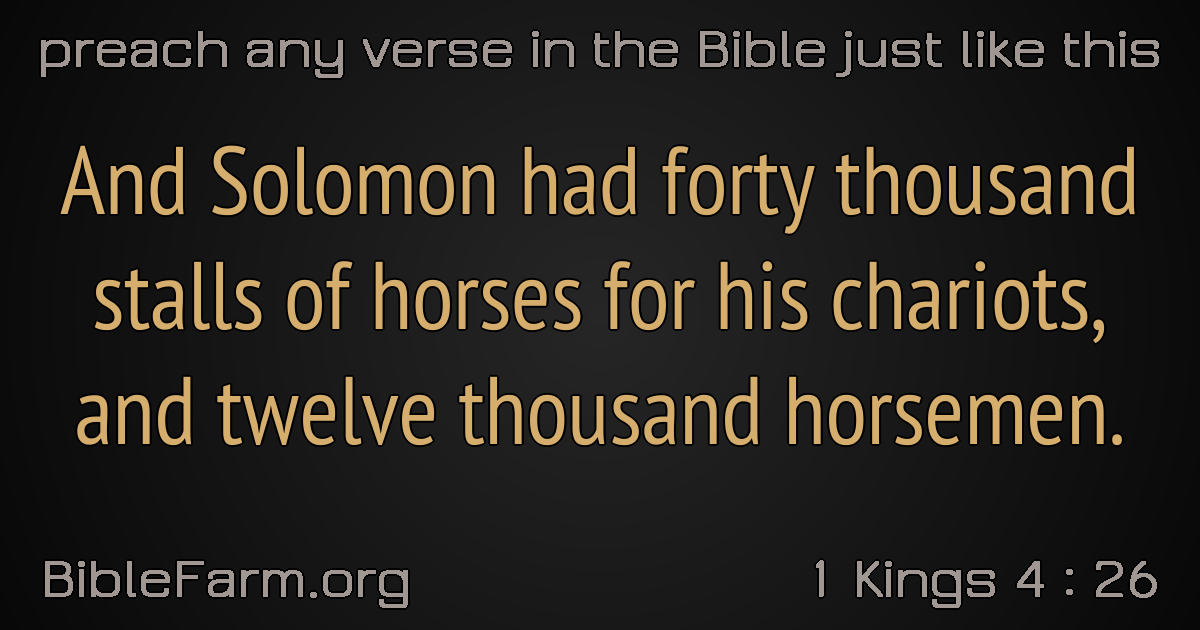 preach any verse in the Bible just like this
And Solomon had forty thousand
stalls of horses for his chariots,
and twelve thousand horsemen.
BibleFarm.org
1 Kings 4 : 26